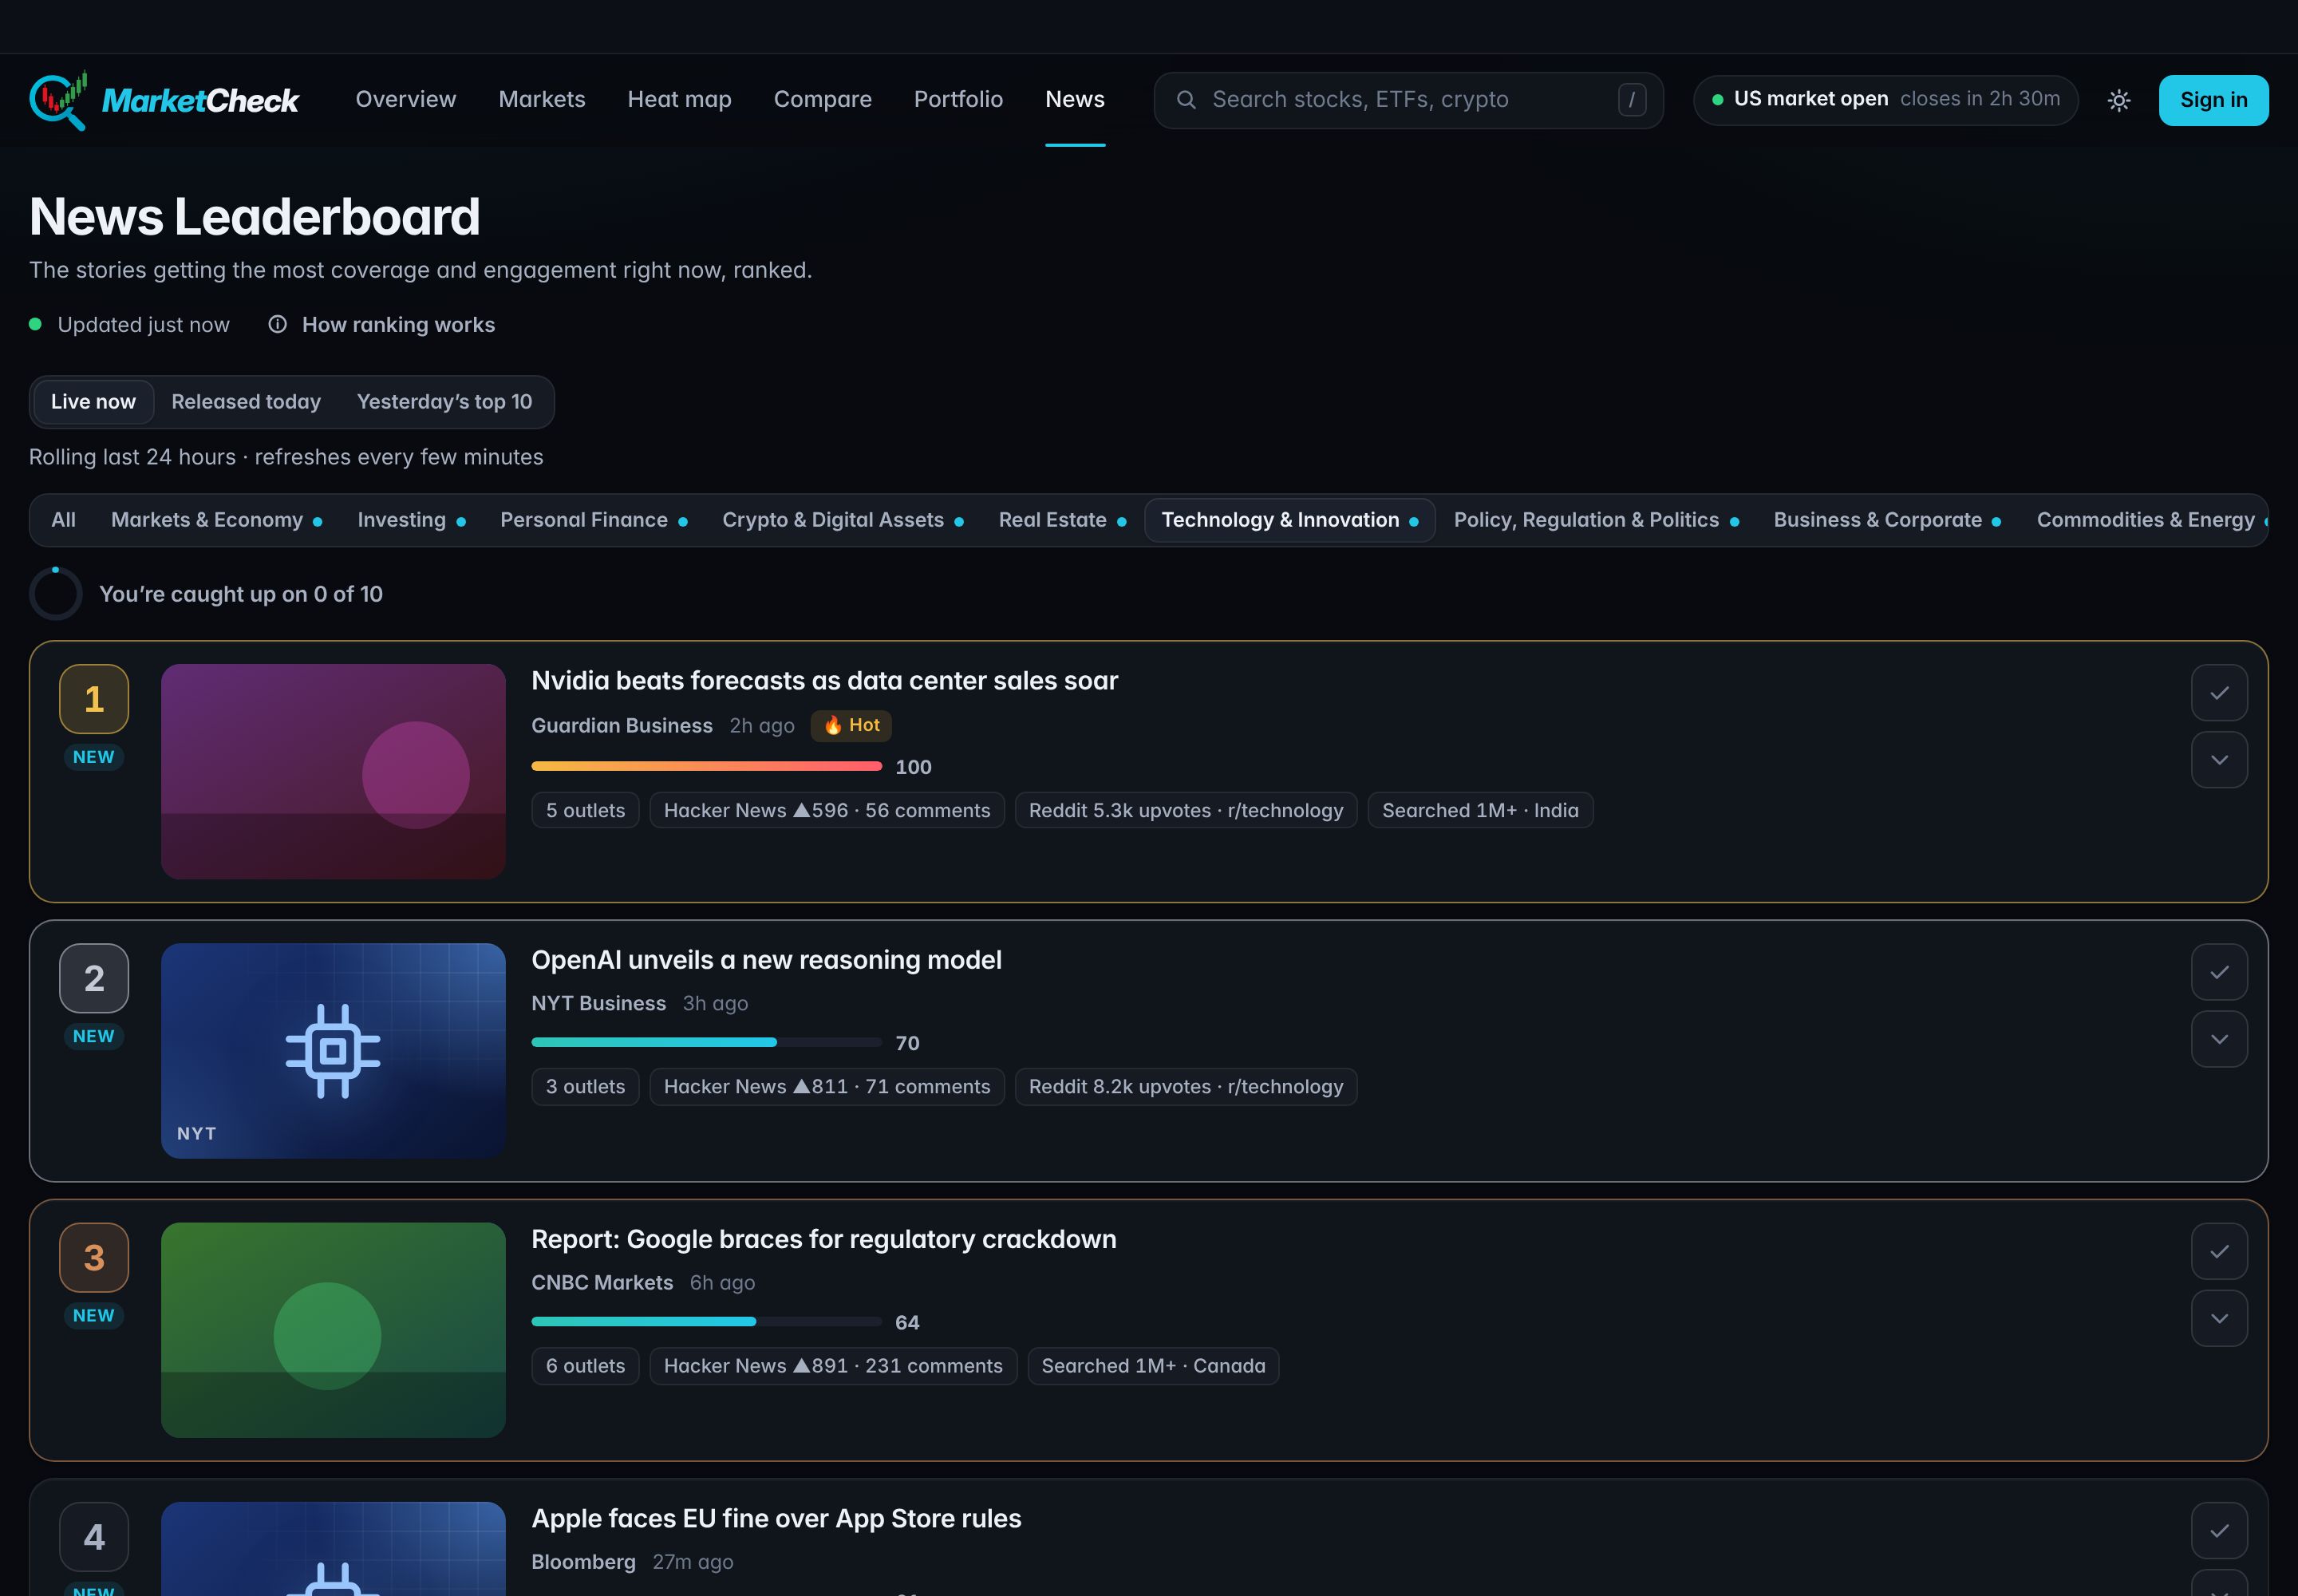 MarketCheck
Overview Markets Heat map Compare Portfolio News
Search stocks, ETFs, crypto /
US market open closes in 2h 30m
Sign in
News Leaderboard
The stories getting the most coverage and engagement right now, ranked.
Updated just now How ranking works
Live now Released today Yesterday’s top 10
Rolling last 24 hours · refreshes every few minutes
All Markets & Economy Investing Personal Finance Crypto & Digital Assets Real Estate Technology & Innovation Policy, Regulation & Politics Business & Corporate Commodities & Energy
You’re caught up on 0 of 10
1
NEW
Nvidia beats forecasts as data center sales soar
Guardian Business 2h ago 🔥 Hot
100
5 outlets Hacker News ▲596 · 56 comments Reddit 5.3k upvotes · r/technology Searched 1M+ · India
2
NEW
NYT
OpenAI unveils a new reasoning model
NYT Business 3h ago
70
3 outlets Hacker News ▲811 · 71 comments Reddit 8.2k upvotes · r/technology
3
NEW
Report: Google braces for regulatory crackdown
CNBC Markets 6h ago
64
6 outlets Hacker News ▲891 · 231 comments Searched 1M+ · Canada
4
NEW
Apple faces EU fine over App Store rules
Bloomberg 27m ago